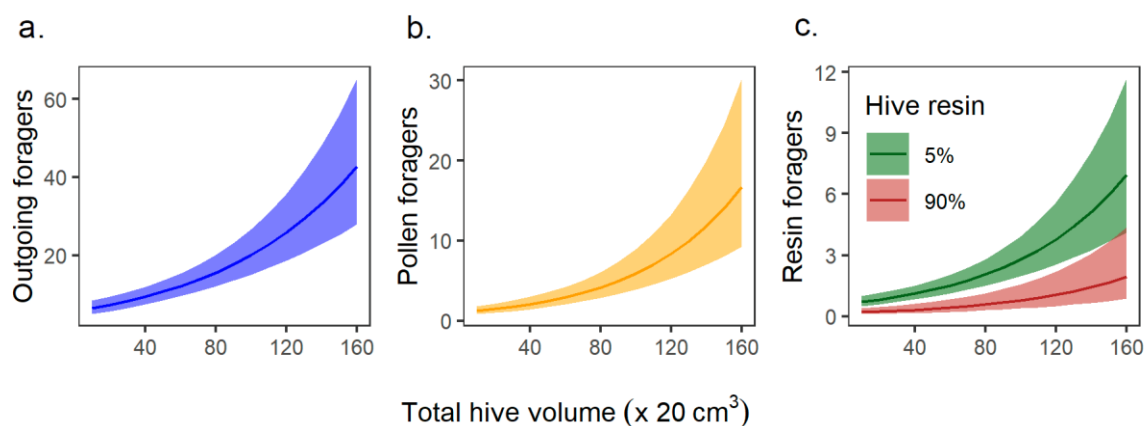 a.
Outgoing foragers
60
40
20
40 80 120 160
b.
Pollen foragers
30
20
10
0
40 80 120 160
c.
Resin foragers
12
9
6
3
0
Hive resin
5%
90%
40 80 120 160
Total hive volume (x 20 cm³)